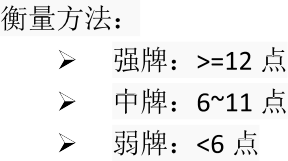 衡量方法：
➢ 强牌：>=12 点
➢ 中牌：6~11 点
➢ 弱牌：<6 点